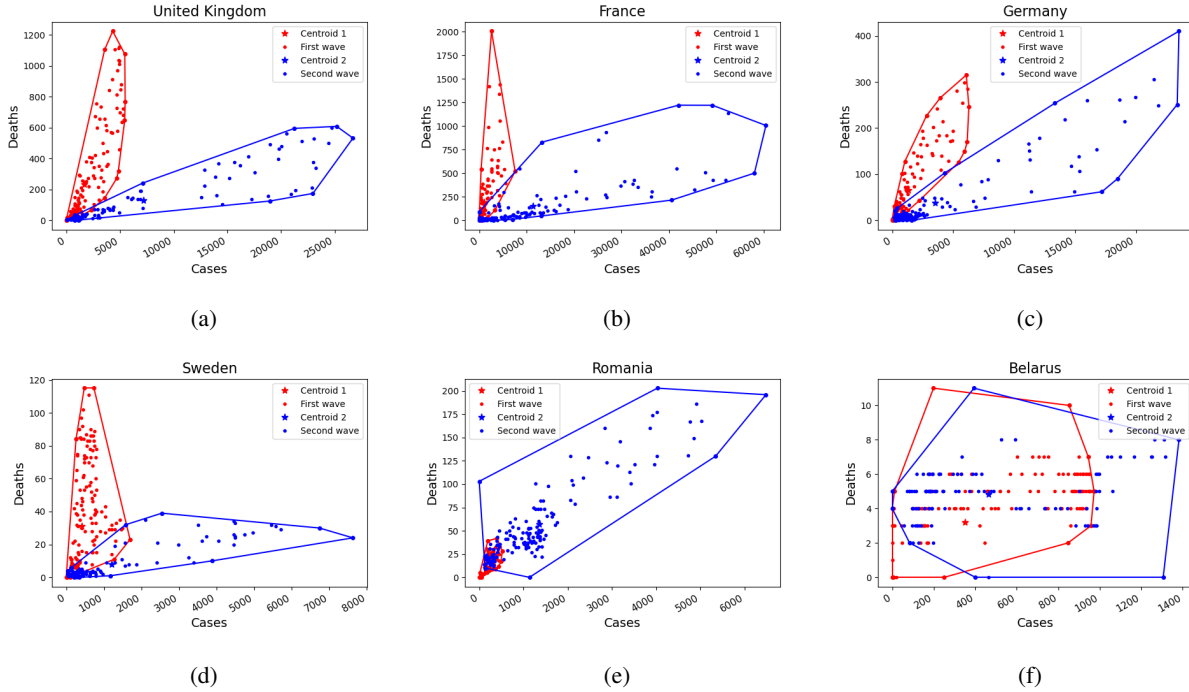 United Kingdom
Deaths
1200
1000
800
600
400
200
0
Centroid 1
First wave
Centroid 2
Second wave
0 5000 10000 15000 20000 25000
Cases
(a)
France
Deaths
2000
1750
1500
1250
1000
750
500
250
0
Centroid 1
First wave
Centroid 2
Second wave
0 10000 20000 30000 40000 50000 60000
Cases
(b)
Germany
Deaths
400
300
200
100
0
Centroid 1
First wave
Centroid 2
Second wave
0 5000 10000 15000 20000
Cases
(c)
Sweden
Deaths
120
100
80
60
40
20
0
Centroid 1
First wave
Centroid 2
Second wave
0 1000 2000 3000 4000 5000 6000 7000 8000
Cases
(d)
Romania
Deaths
200
175
150
125
100
75
50
25
0
Centroid 1
First wave
Centroid 2
Second wave
0 1000 2000 3000 4000 5000 6000
Cases
(e)
Belarus
Deaths
10
8
6
4
2
0
Centroid 1
First wave
Centroid 2
Second wave
0 200 400 600 800 1000 1200 1400
Cases
(f)